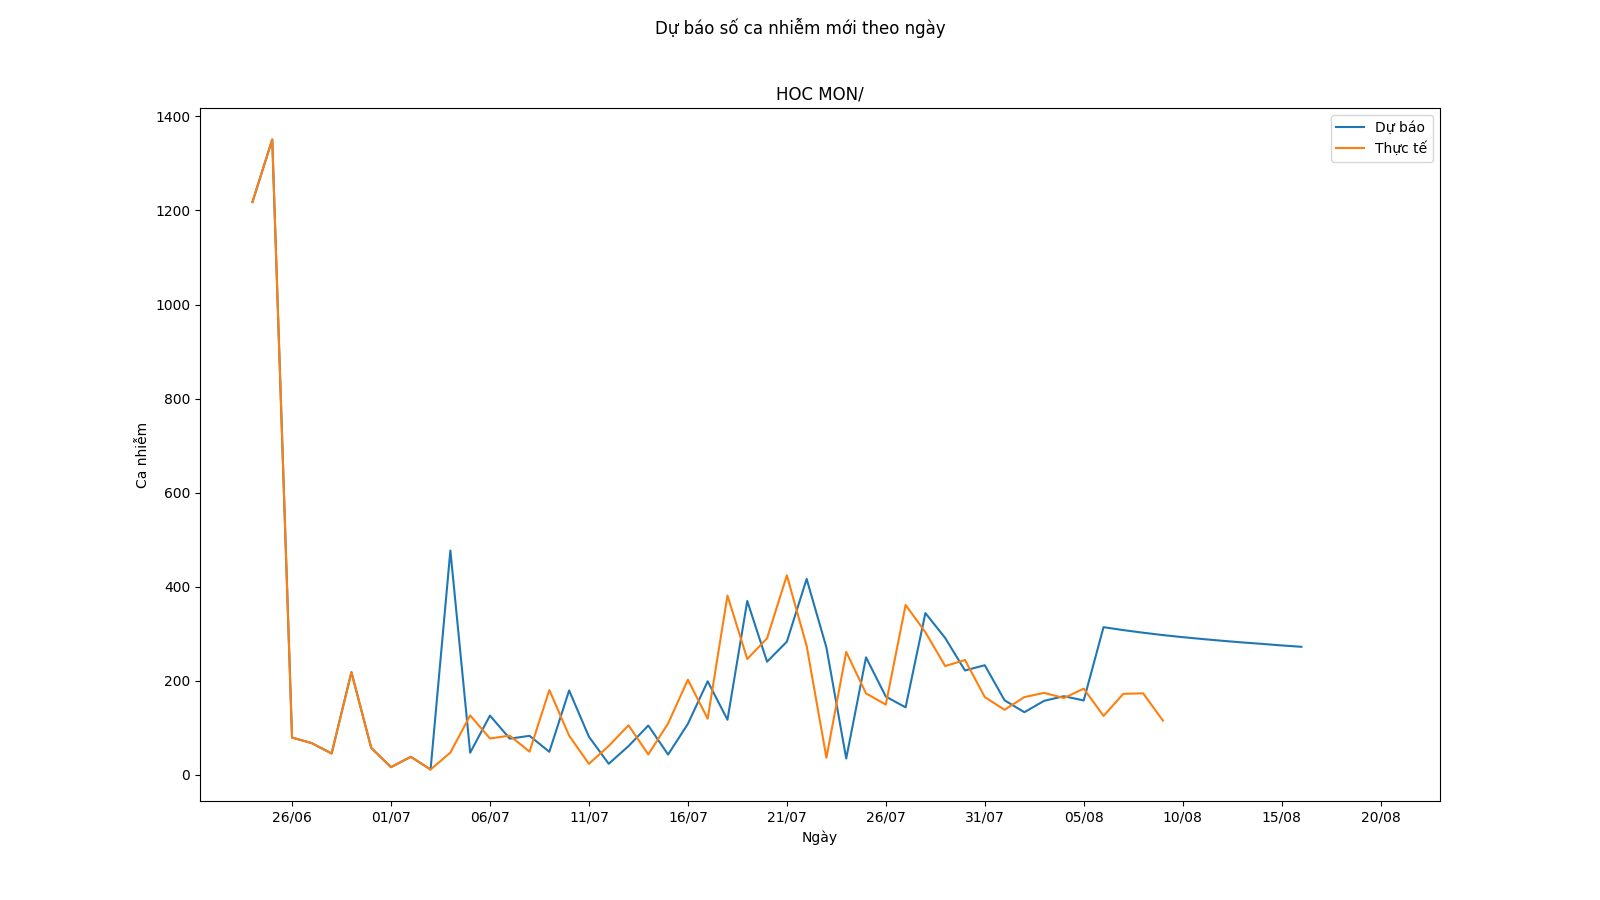 Dự báo số ca nhiễm mới theo ngày
HOC MON/
1400
1200
1000
800
600
400
200
0
Ca nhiễm
Dự báo
Thực tế
26/06 01/07 06/07 11/07 16/07 21/07 26/07 31/07 05/08 10/08 15/08 20/08
Ngày